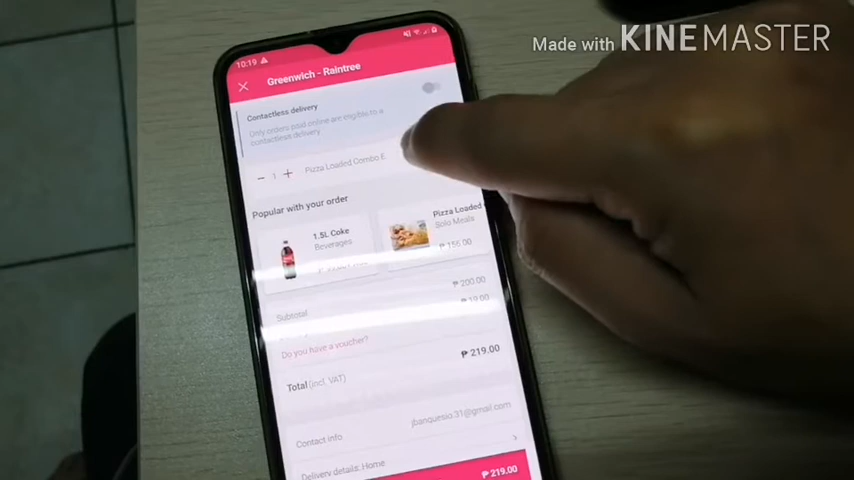 Made with KINEMASTER
10:19
Greenwich - Raintree
Contactless delivery
Only orders paid online are eligible to a
contactless delivery.
1 Pizza Loaded Combo E
Popular with your order
1.5L Coke
Beverages
Pizza Loaded
Solo Meals
₱ 156.00
Subtotal ₱ 200.00
₱ 19.00
Do you have a voucher?
Total (incl. VAT) ₱ 219.00
Contact info jbanquesio.31@gmail.com
Delivery details: Home
₱ 219.00